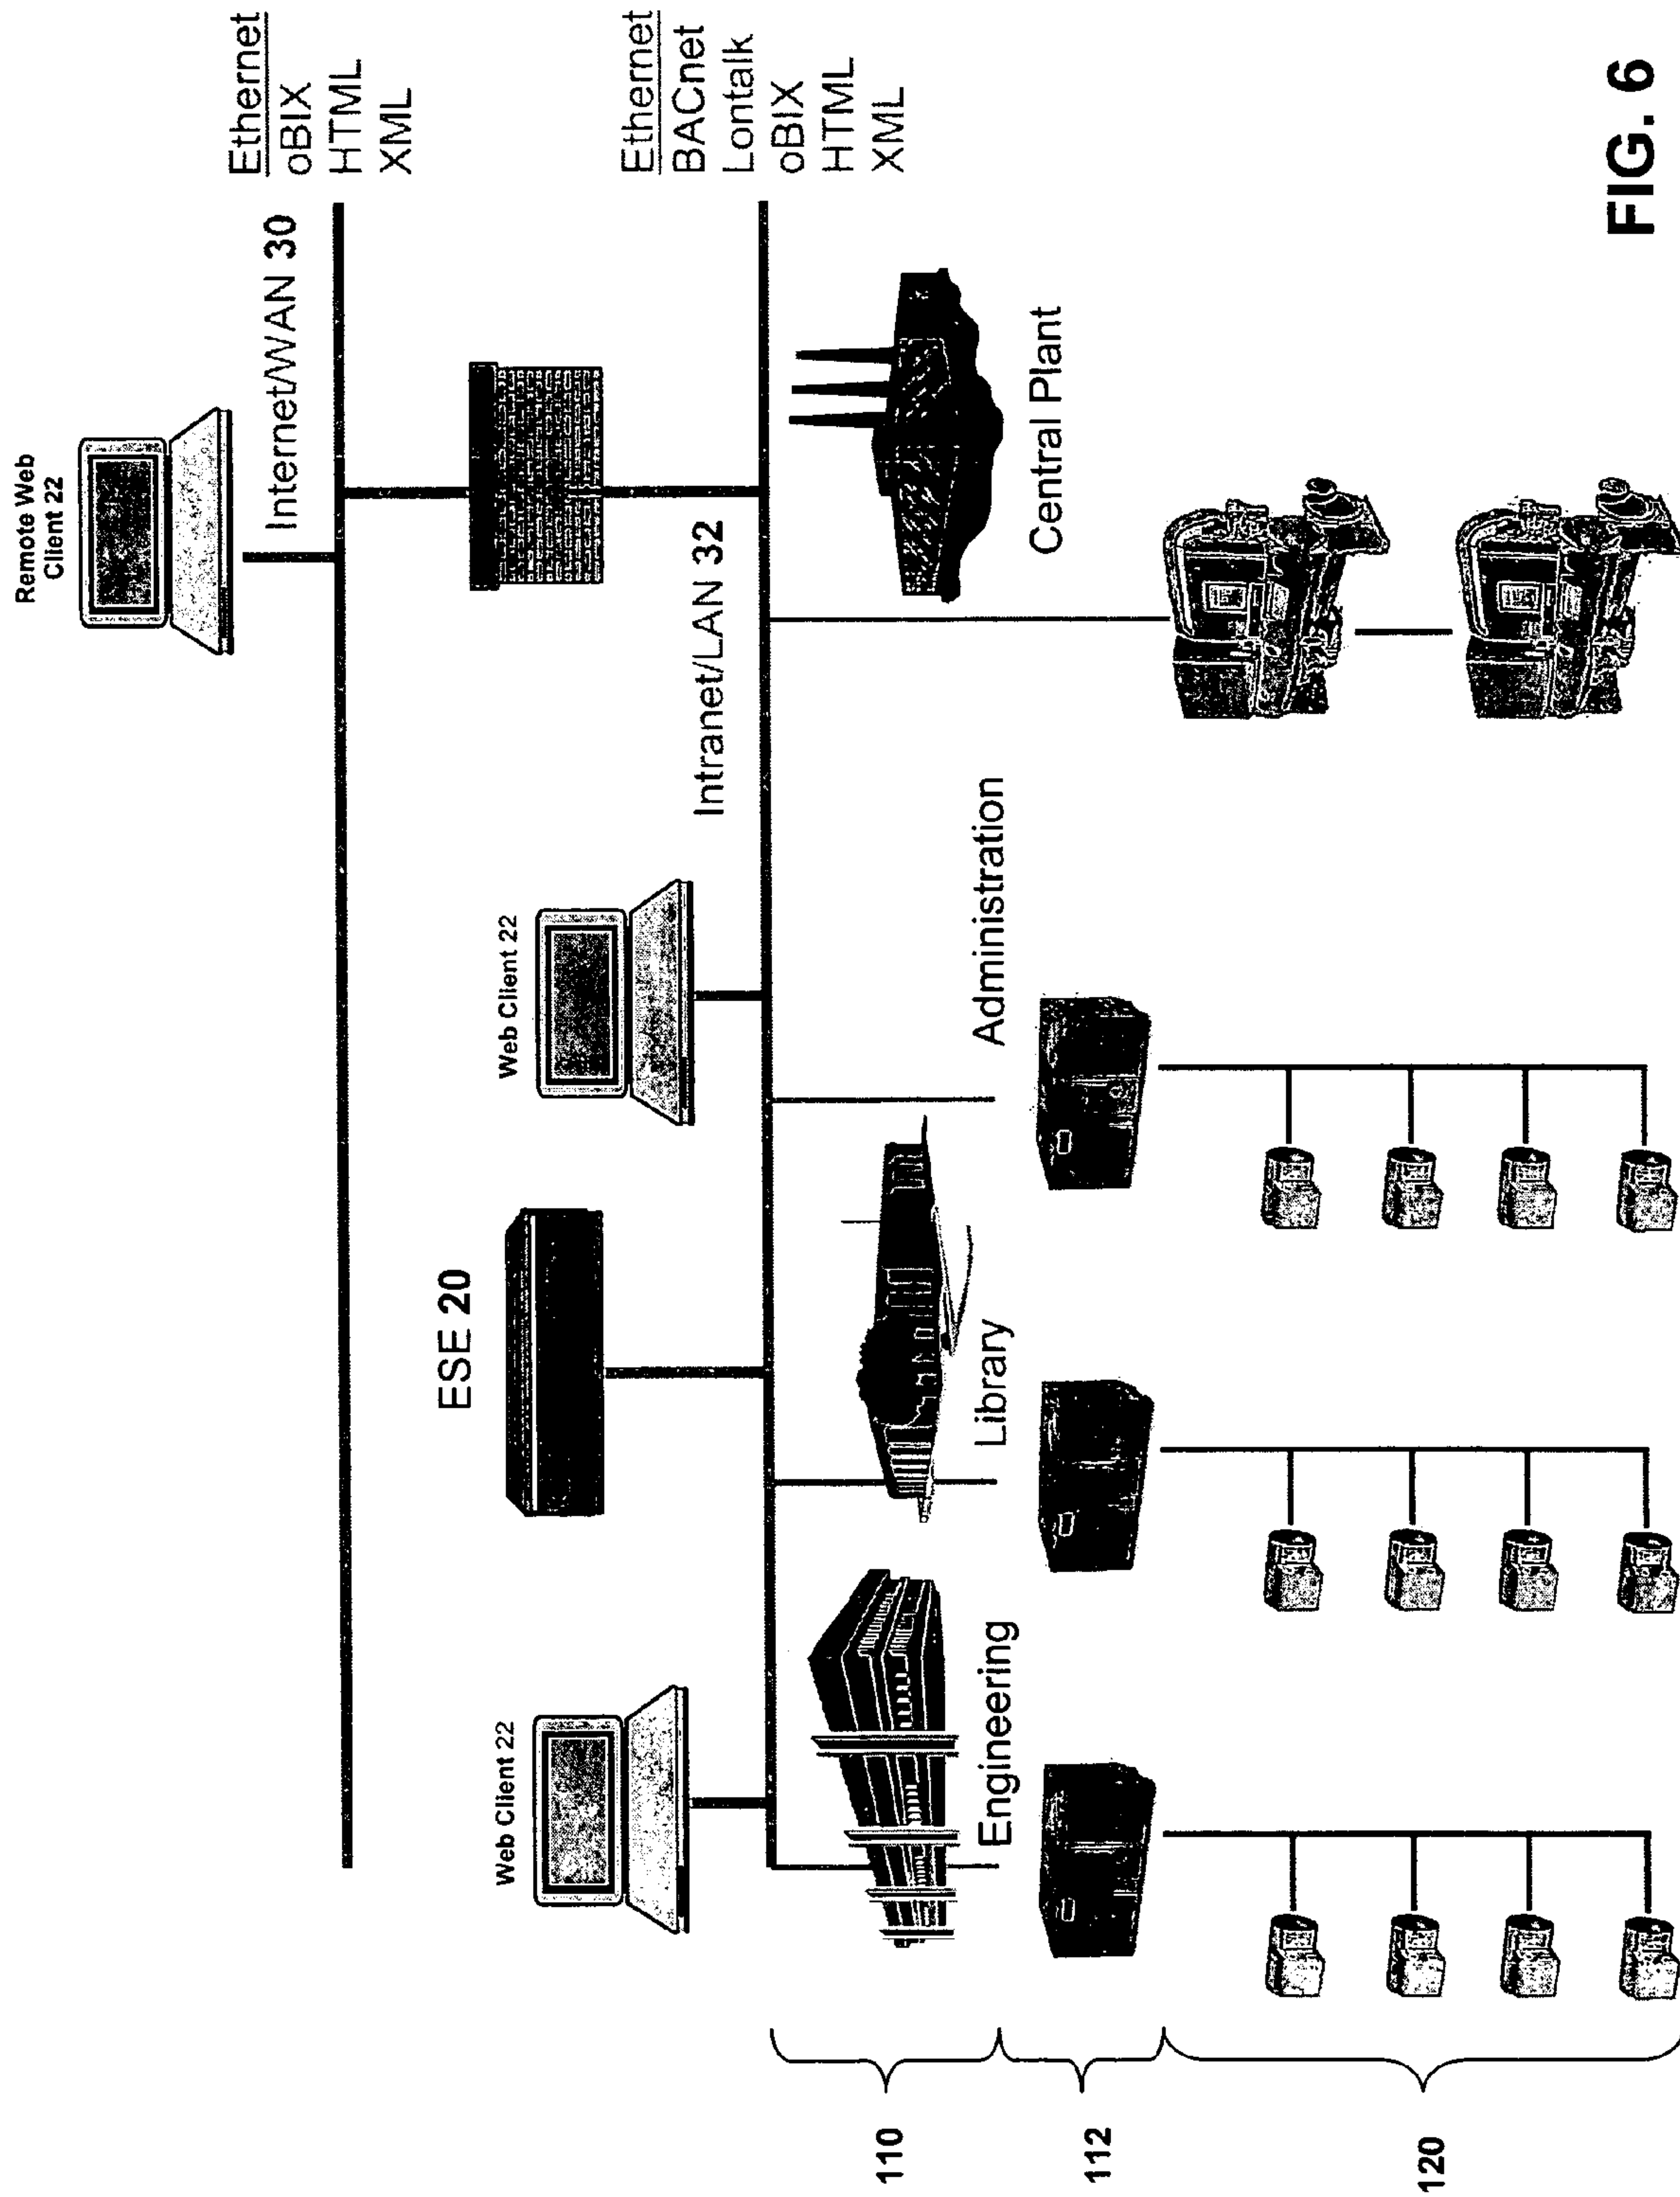 Remote Web
Client 22
Internet/WAN 30
Ethernet
oBIX
HTML
XML
ESE 20
Web Client 22
Web Client 22
Intranet/LAN 32
Ethernet
BACnet
Lontalk
oBIX
HTML
XML
110
Engineering
Library
Administration
Central Plant
112
120
FIG. 6